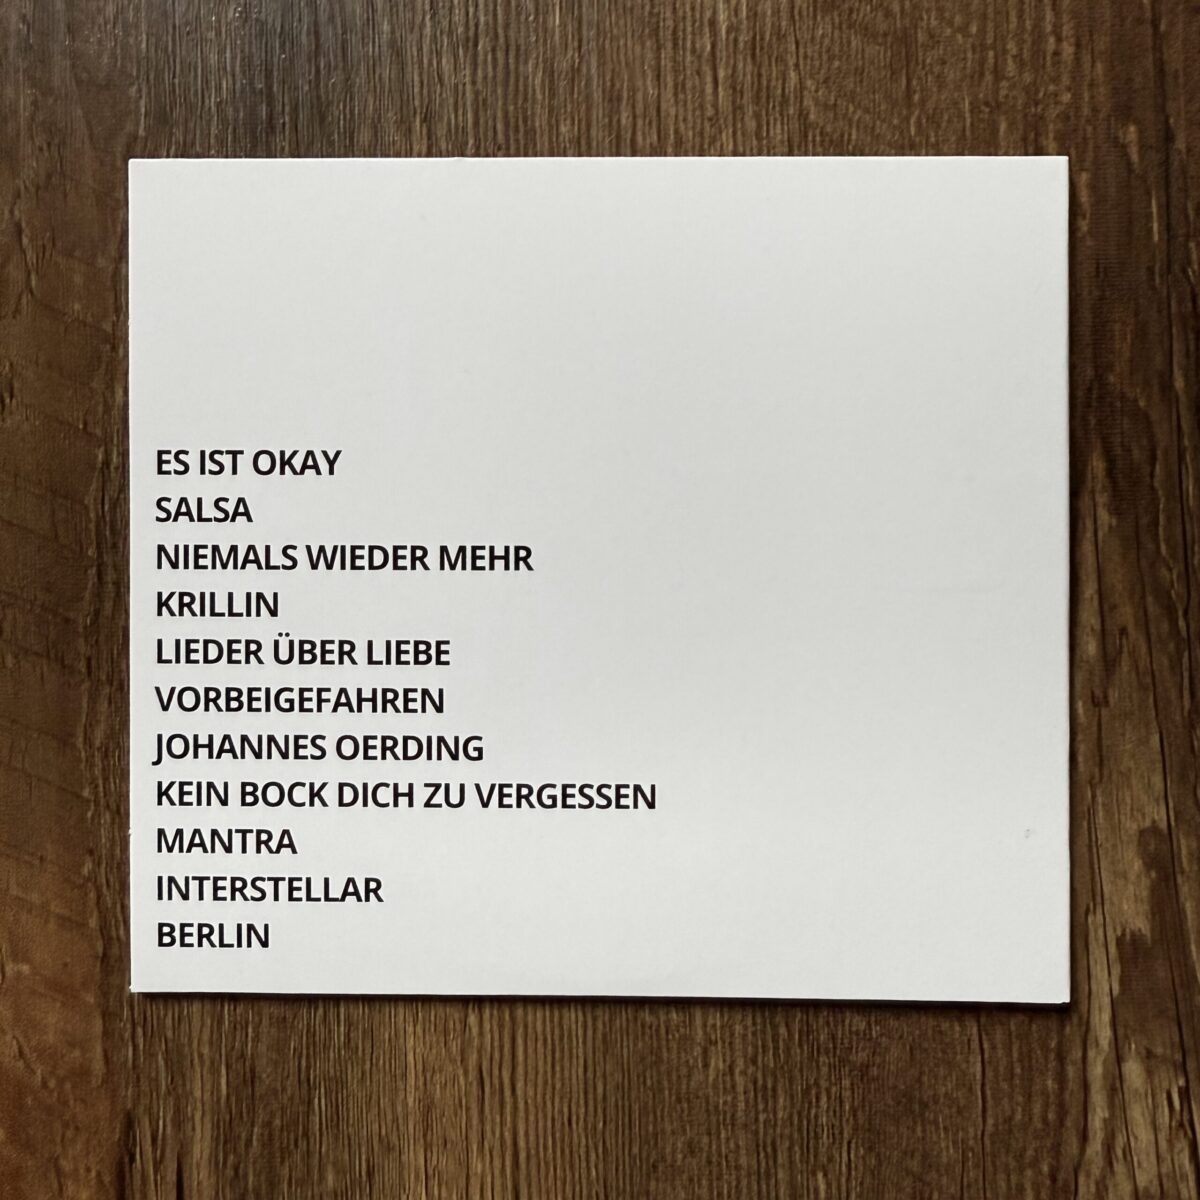 ES IST OKAY
SALSA
NIEMALS WIEDER MEHR
KRILLIN
LIEDER ÜBER LIEBE
VORBEIGEFAHREN
JOHANNES OERDING
KEIN BOCK DICH ZU VERGESSEN
MANTRA
INTERSTELLAR
BERLIN